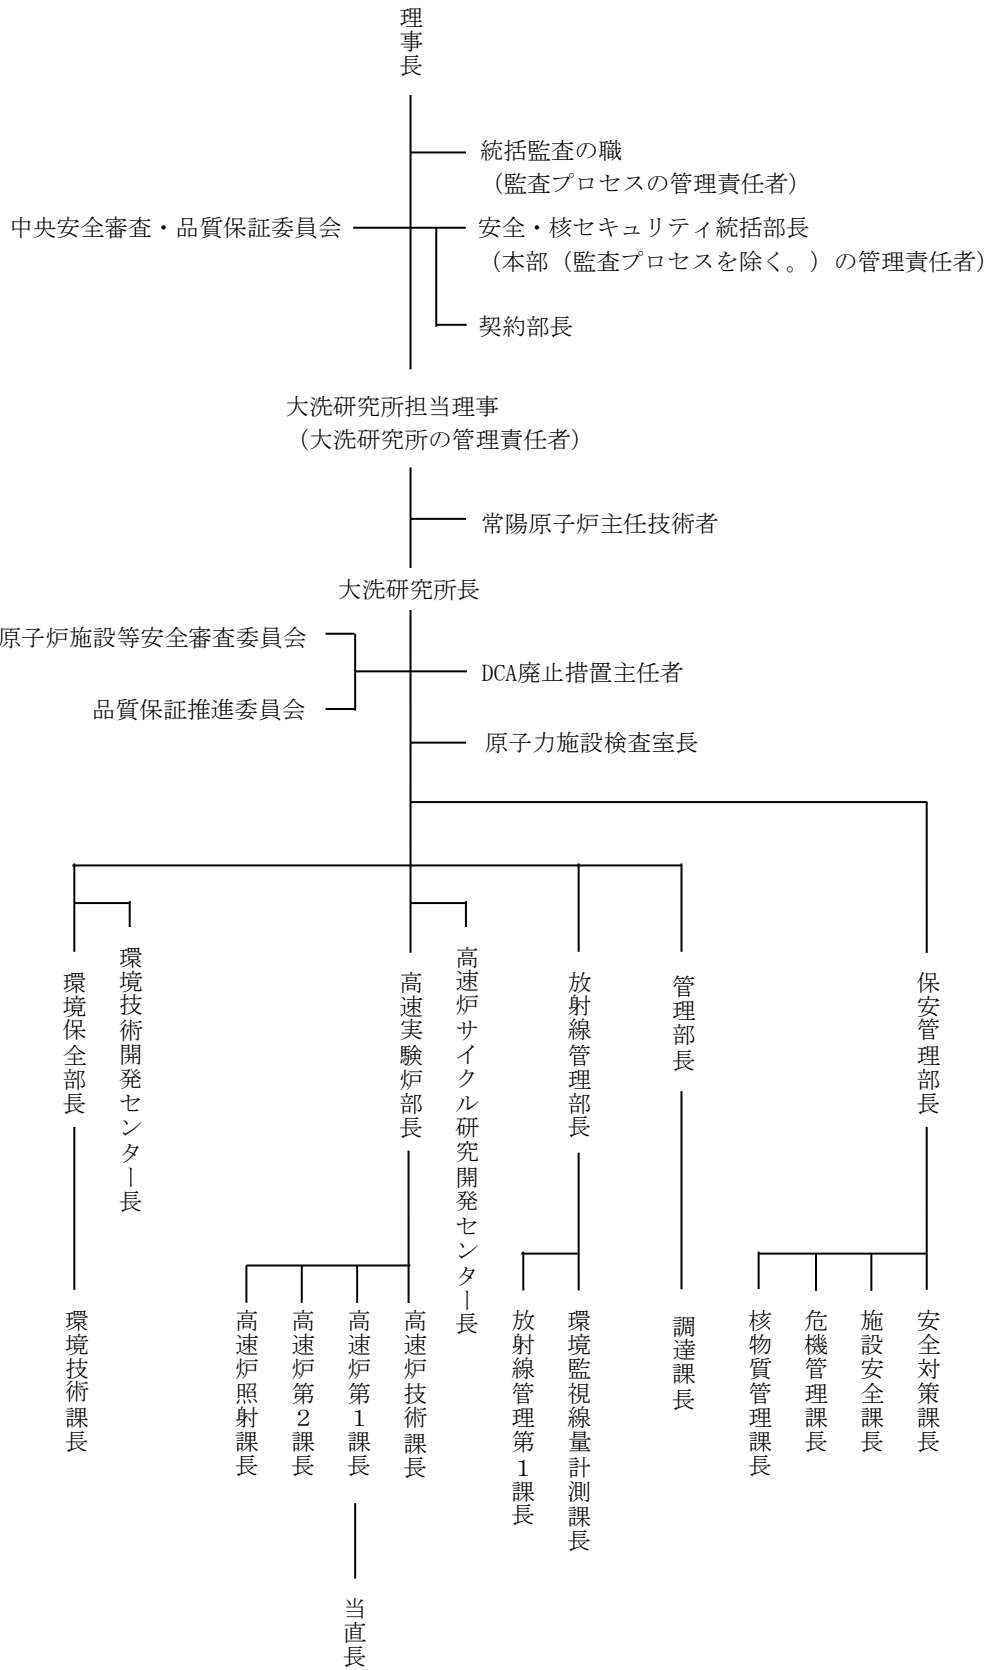 理事長
統括監査の職
（監査プロセスの管理責任者）
中央安全審査・品質保証委員会
安全・核セキュリティ統括部長
（本部（監査プロセスを除く。）の管理責任者）
契約部長
大洗研究所担当理事
（大洗研究所の管理責任者）
常陽原子炉主任技術者
大洗研究所長
原子炉施設等安全審査委員会
DCA廃止措置主任者
品質保証推進委員会
原子力施設検査室長
環境保全部長
環境技術開発センター長
高速実験炉部長
高速炉サイクル研究開発センター長
放射線管理部長
管理部長
保安管理部長
環境技術課長
高速炉照射課長
高速炉第２課長
高速炉第１課長
高速炉技術課長
放射線管理第１課長
環境監視線量計測課長
調達課長
核物質管理課長
危機管理課長
施設安全課長
安全対策課長
当直長